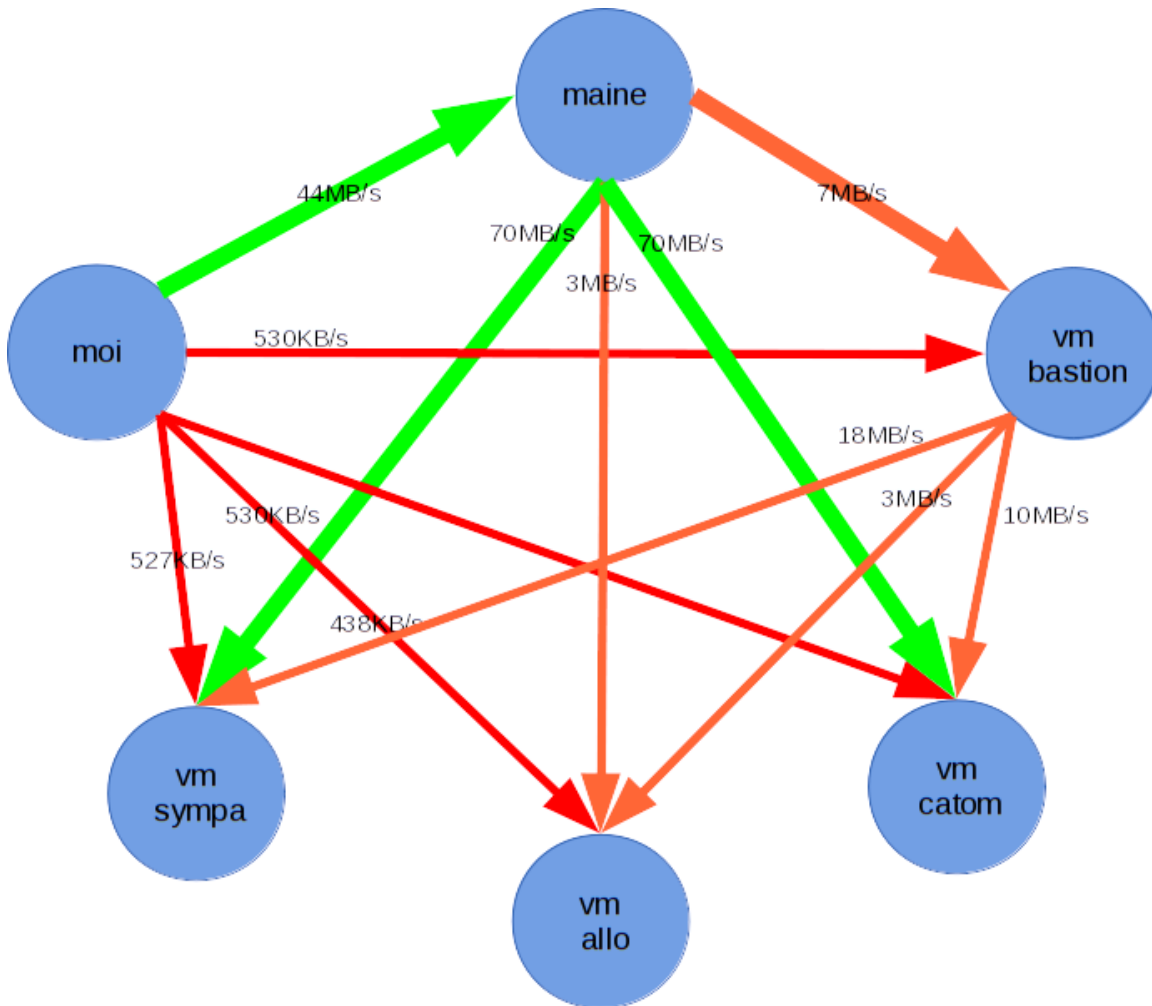 maine
44MB/s
7MB/s
70MB/s
70MB/s
3MB/s
moi
530KB/s
vm
bastion
18MB/s
3MB/s
530KB/s
10MB/s
527KB/s
438KB/s
vm
sympa
vm
catom
vm
allo